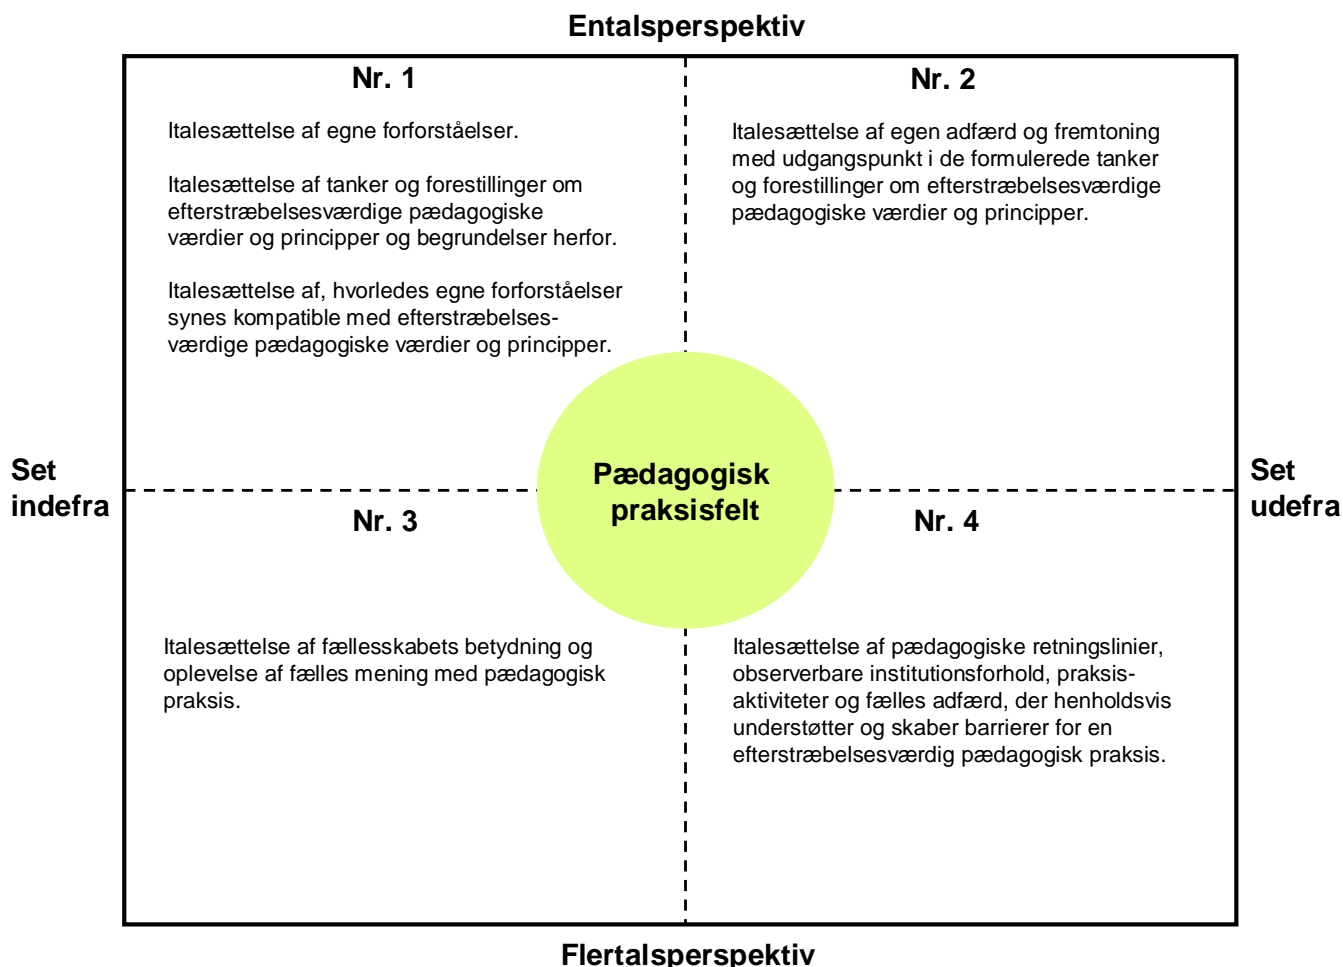 Entalsperspektiv
Nr. 1
Italesættelse af egne forforståelser.
Italesættelse af tanker og forestillinger om
efterstræbelsesværdige pædagogiske
værdier og principper og begrundelser herfor.
Italesættelse af, hvorledes egne forforståelser
synes kompatible med efterstræbelses-
værdige pædagogiske værdier og principper.
Nr. 2
Italesættelse af egen adfærd og fremtoning
med udgangspunkt i de formulerede tanker
og forestillinger om efterstræbelsesværdige
pædagogiske værdier og principper.
Set
indefra
Pædagogisk
praksisfelt
Set
udefra
Nr. 3
Italesættelse af fællesskabets betydning og
oplevelse af fælles mening med pædagogisk
praksis.
Nr. 4
Italesættelse af pædagogiske retningslinier,
observerbare institutionsforhold, praksis-
aktiviteter og fælles adfærd, der henholdsvis
understøtter og skaber barrierer for en
efterstræbelsesværdig pædagogisk praksis.
Flertalsperspektiv